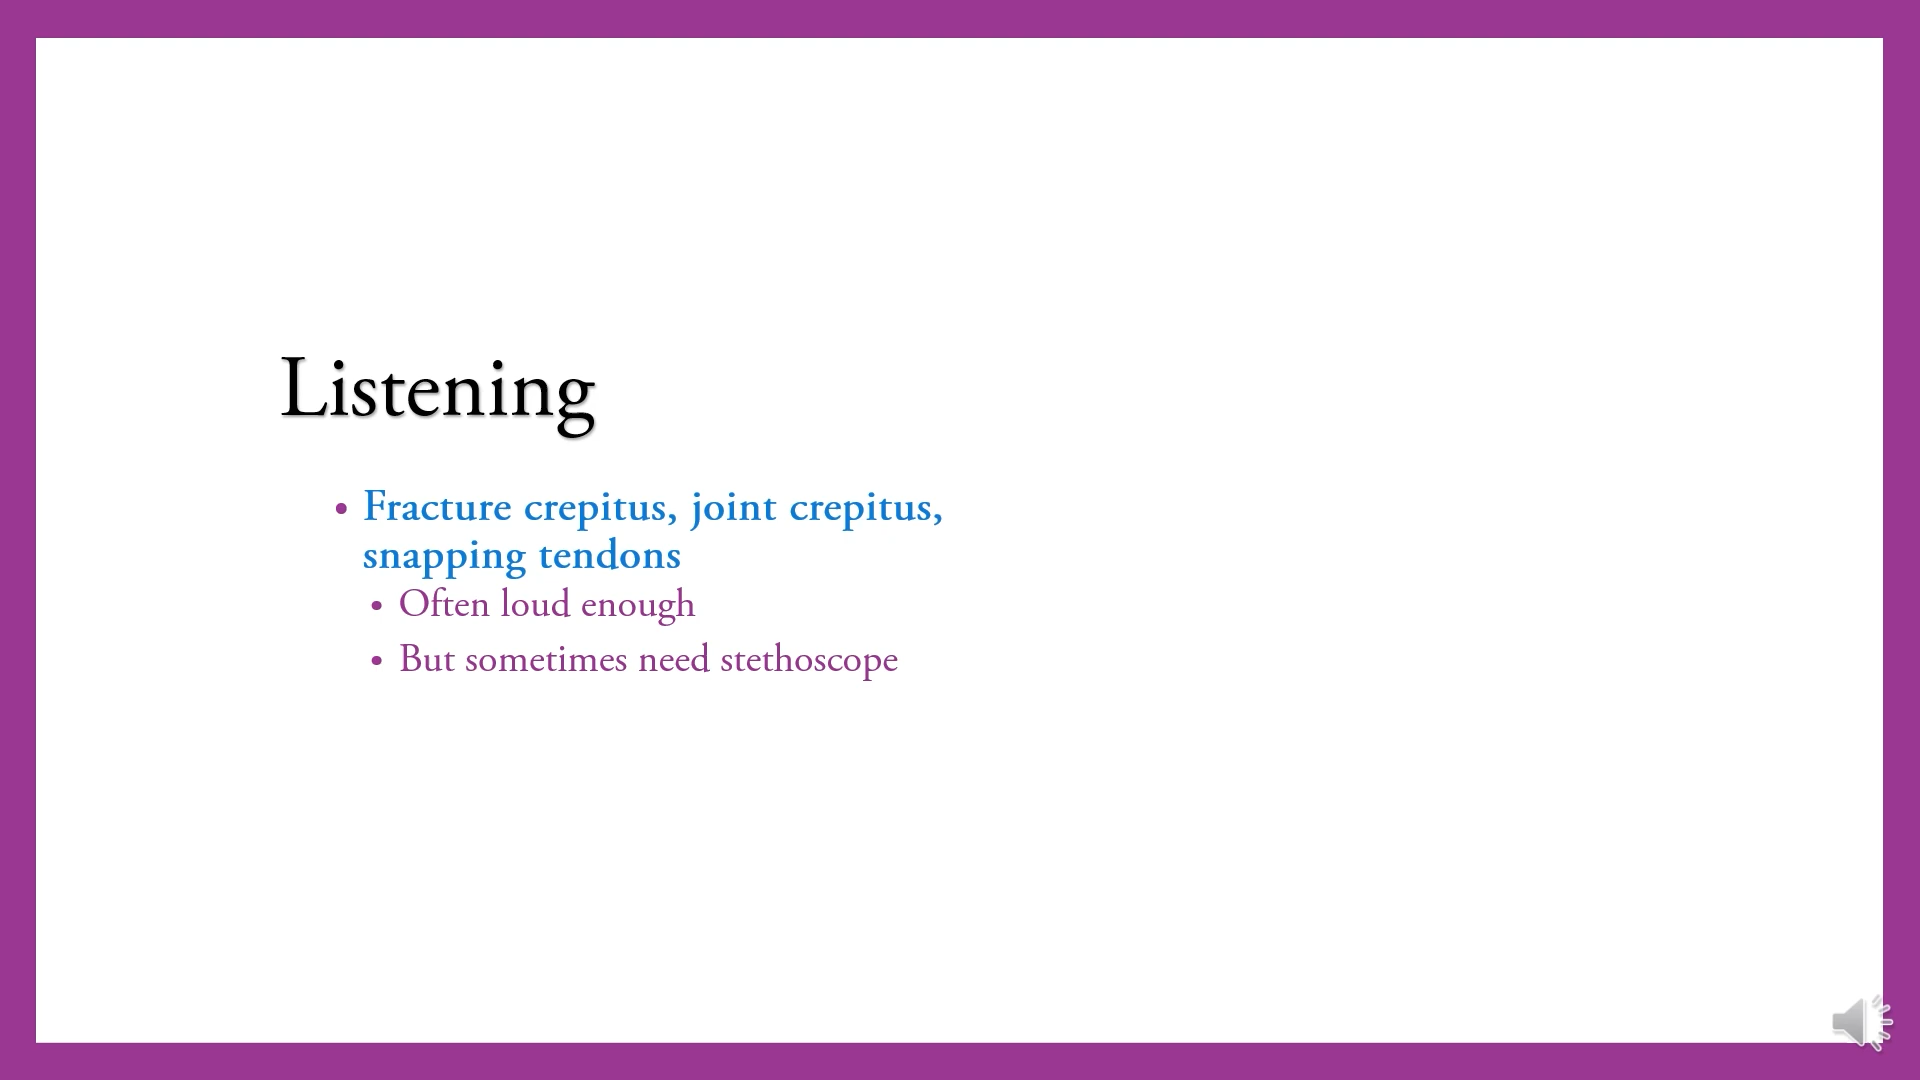 Listening
• Fracture crepitus, joint crepitus,
snapping tendons
• Often loud enough
• But sometimes need stethoscope